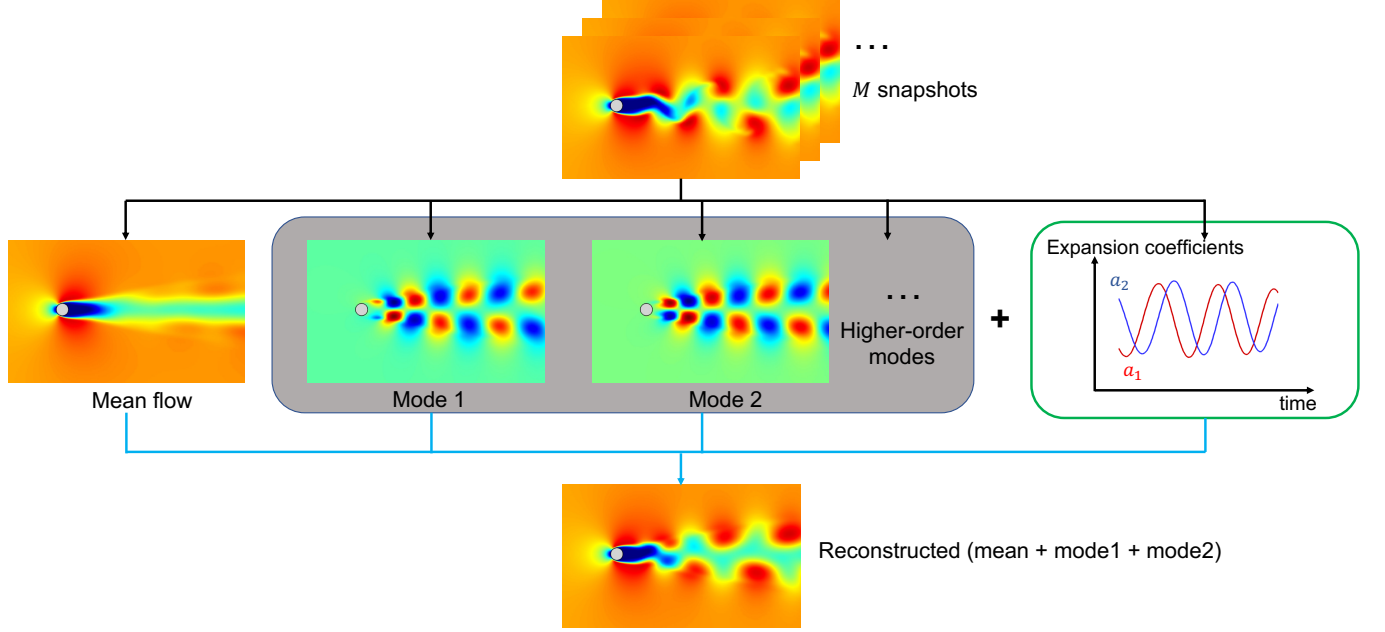 ...
M snapshots
Expansion coefficients
a₂
...
+
Higher-order
modes
a₁
time
Mean flow
Mode 1
Mode 2
Reconstructed (mean + mode1 + mode2)